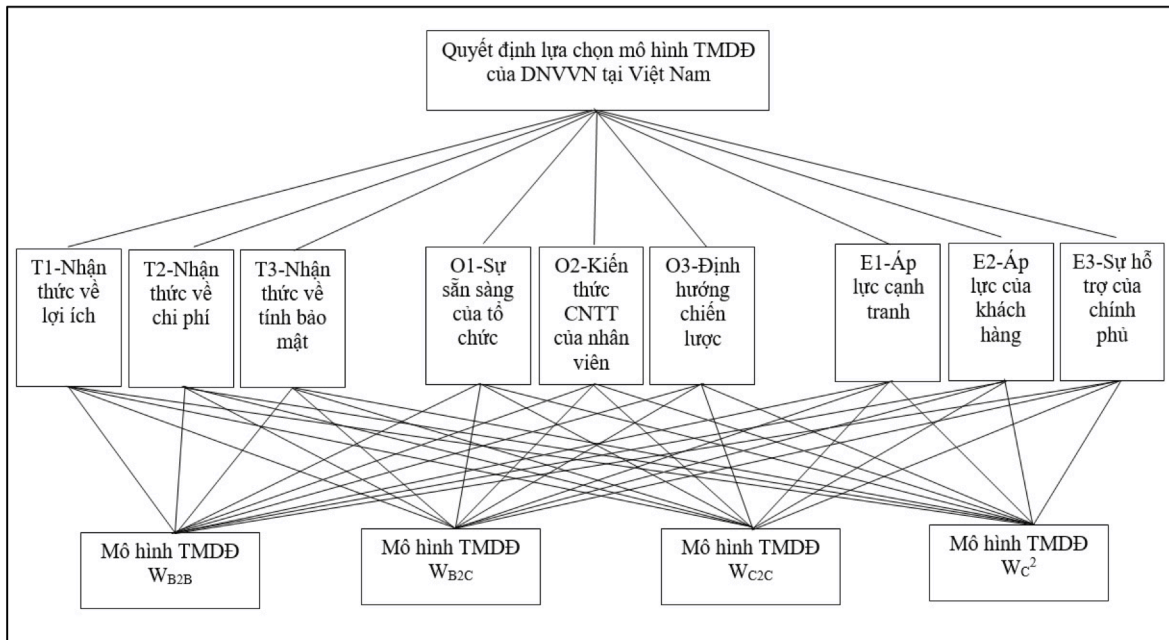 Quyết định lựa chọn mô hình TMDĐ
của DNVVN tại Việt Nam
T1-Nhận
thức về
lợi ích
T2-Nhận
thức về
chi phí
T3-Nhận
thức về
tính bảo
mật
O1-Sự
sẵn sàng
của tổ
chức
O2-Kiến
thức
CNTT
của nhân
viên
O3-Định
hướng
chiến
lược
E1-Áp
lực cạnh
tranh
E2-Áp
lực của
khách
hàng
E3-Sự hỗ
trợ của
chính
phủ
Mô hình TMDĐ
W_B2B
Mô hình TMDĐ
W_B2C
Mô hình TMDĐ
W_C2C
Mô hình TMDĐ
W_C²